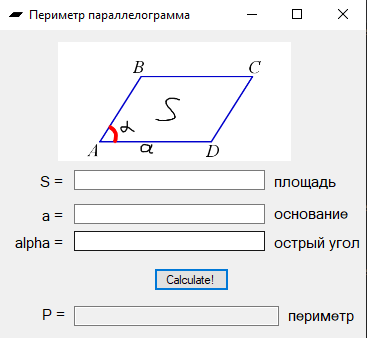 Периметр параллелограмма
B C
S
α
A a D
S = площадь
a = основание
alpha = острый угол
Calculate!
P = периметр